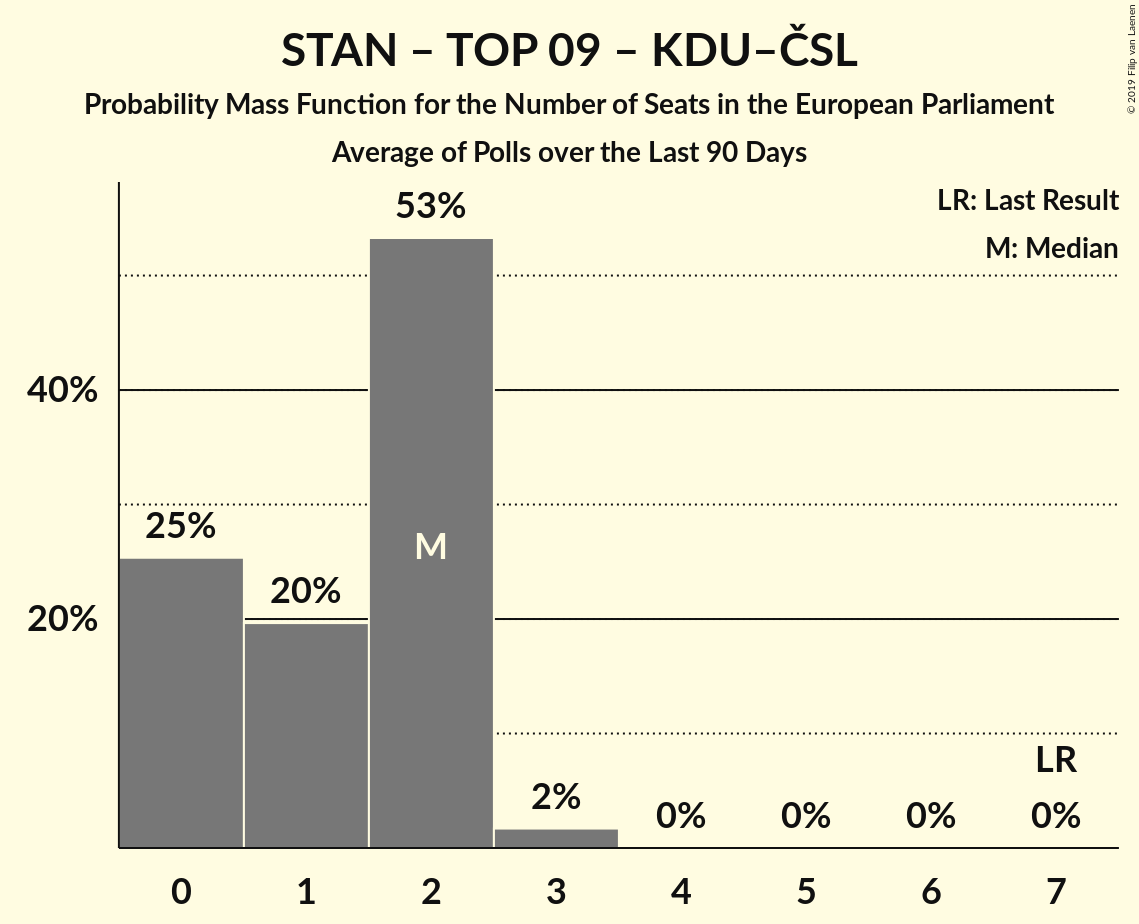 STAN – TOP 09 – KDU–ČSL
Probability Mass Function for the Number of Seats in the European Parliament
Average of Polls over the Last 90 Days
© 2019 Filip van Laenen
LR: Last Result
M: Median
53%
40%
25%
M
20%
20%
LR
2%
0%
0%
0%
0%
0 1 2 3 4 5 6 7